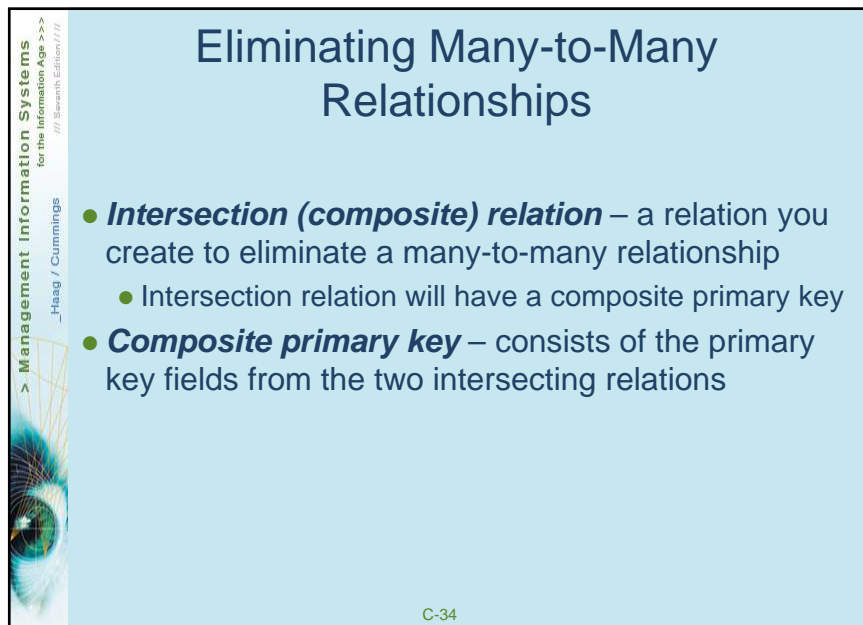 Eliminating Many-to-Many
Relationships
● Intersection (composite) relation – a relation you
create to eliminate a many-to-many relationship
● Intersection relation will have a composite primary key
● Composite primary key – consists of the primary
key fields from the two intersecting relations
> Management Information Systems
for the Information Age >>>
/// Seventh Edition / / / /
_Haag / Cummings
C-34